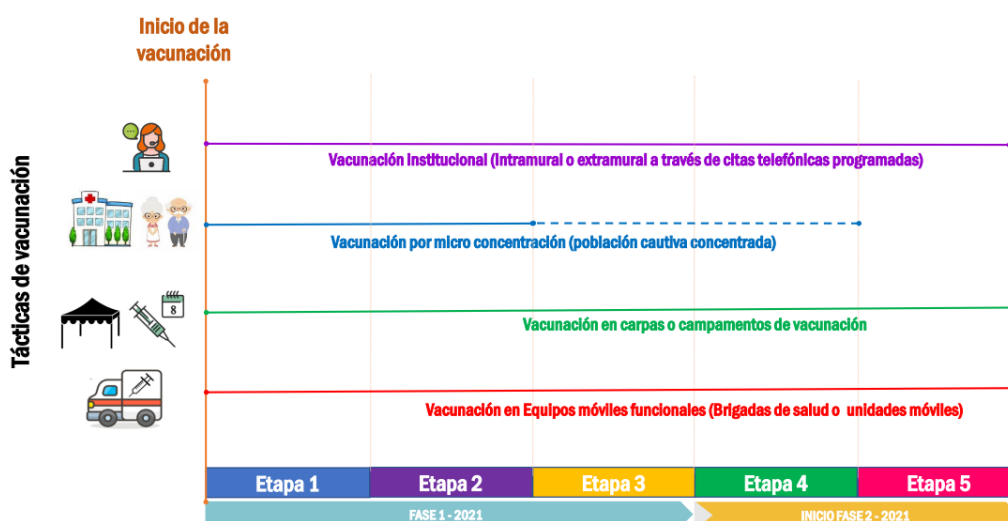 Inicio de la
vacunación
Tácticas de vacunación
Vacunación Institucional (Intramural o extramural a través de citas telefónicas programadas)
Vacunación por micro concentración (población cautiva concentrada)
8
Vacunación en carpas o campamentos de vacunación
Vacunación en Equipos móviles funcionales (Brigadas de salud o unidades móviles)
Etapa 1
Etapa 2
Etapa 3
Etapa 4
Etapa 5
FASE 1 - 2021
INICIO FASE 2 - 2021